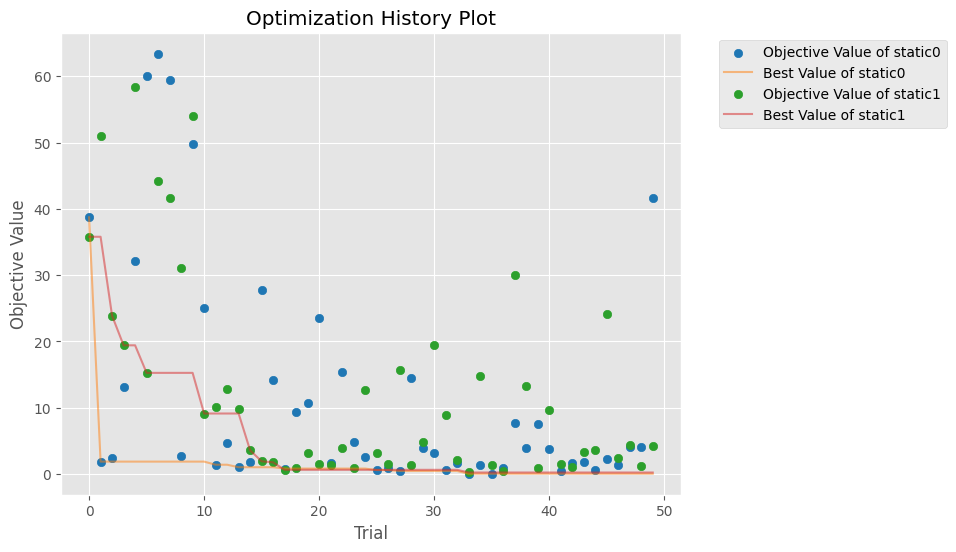 Optimization History Plot
Objective Value of static0
Best Value of static0
Objective Value of static1
Best Value of static1
Objective Value
60
50
40
30
20
10
0
0 10 20 30 40 50
Trial